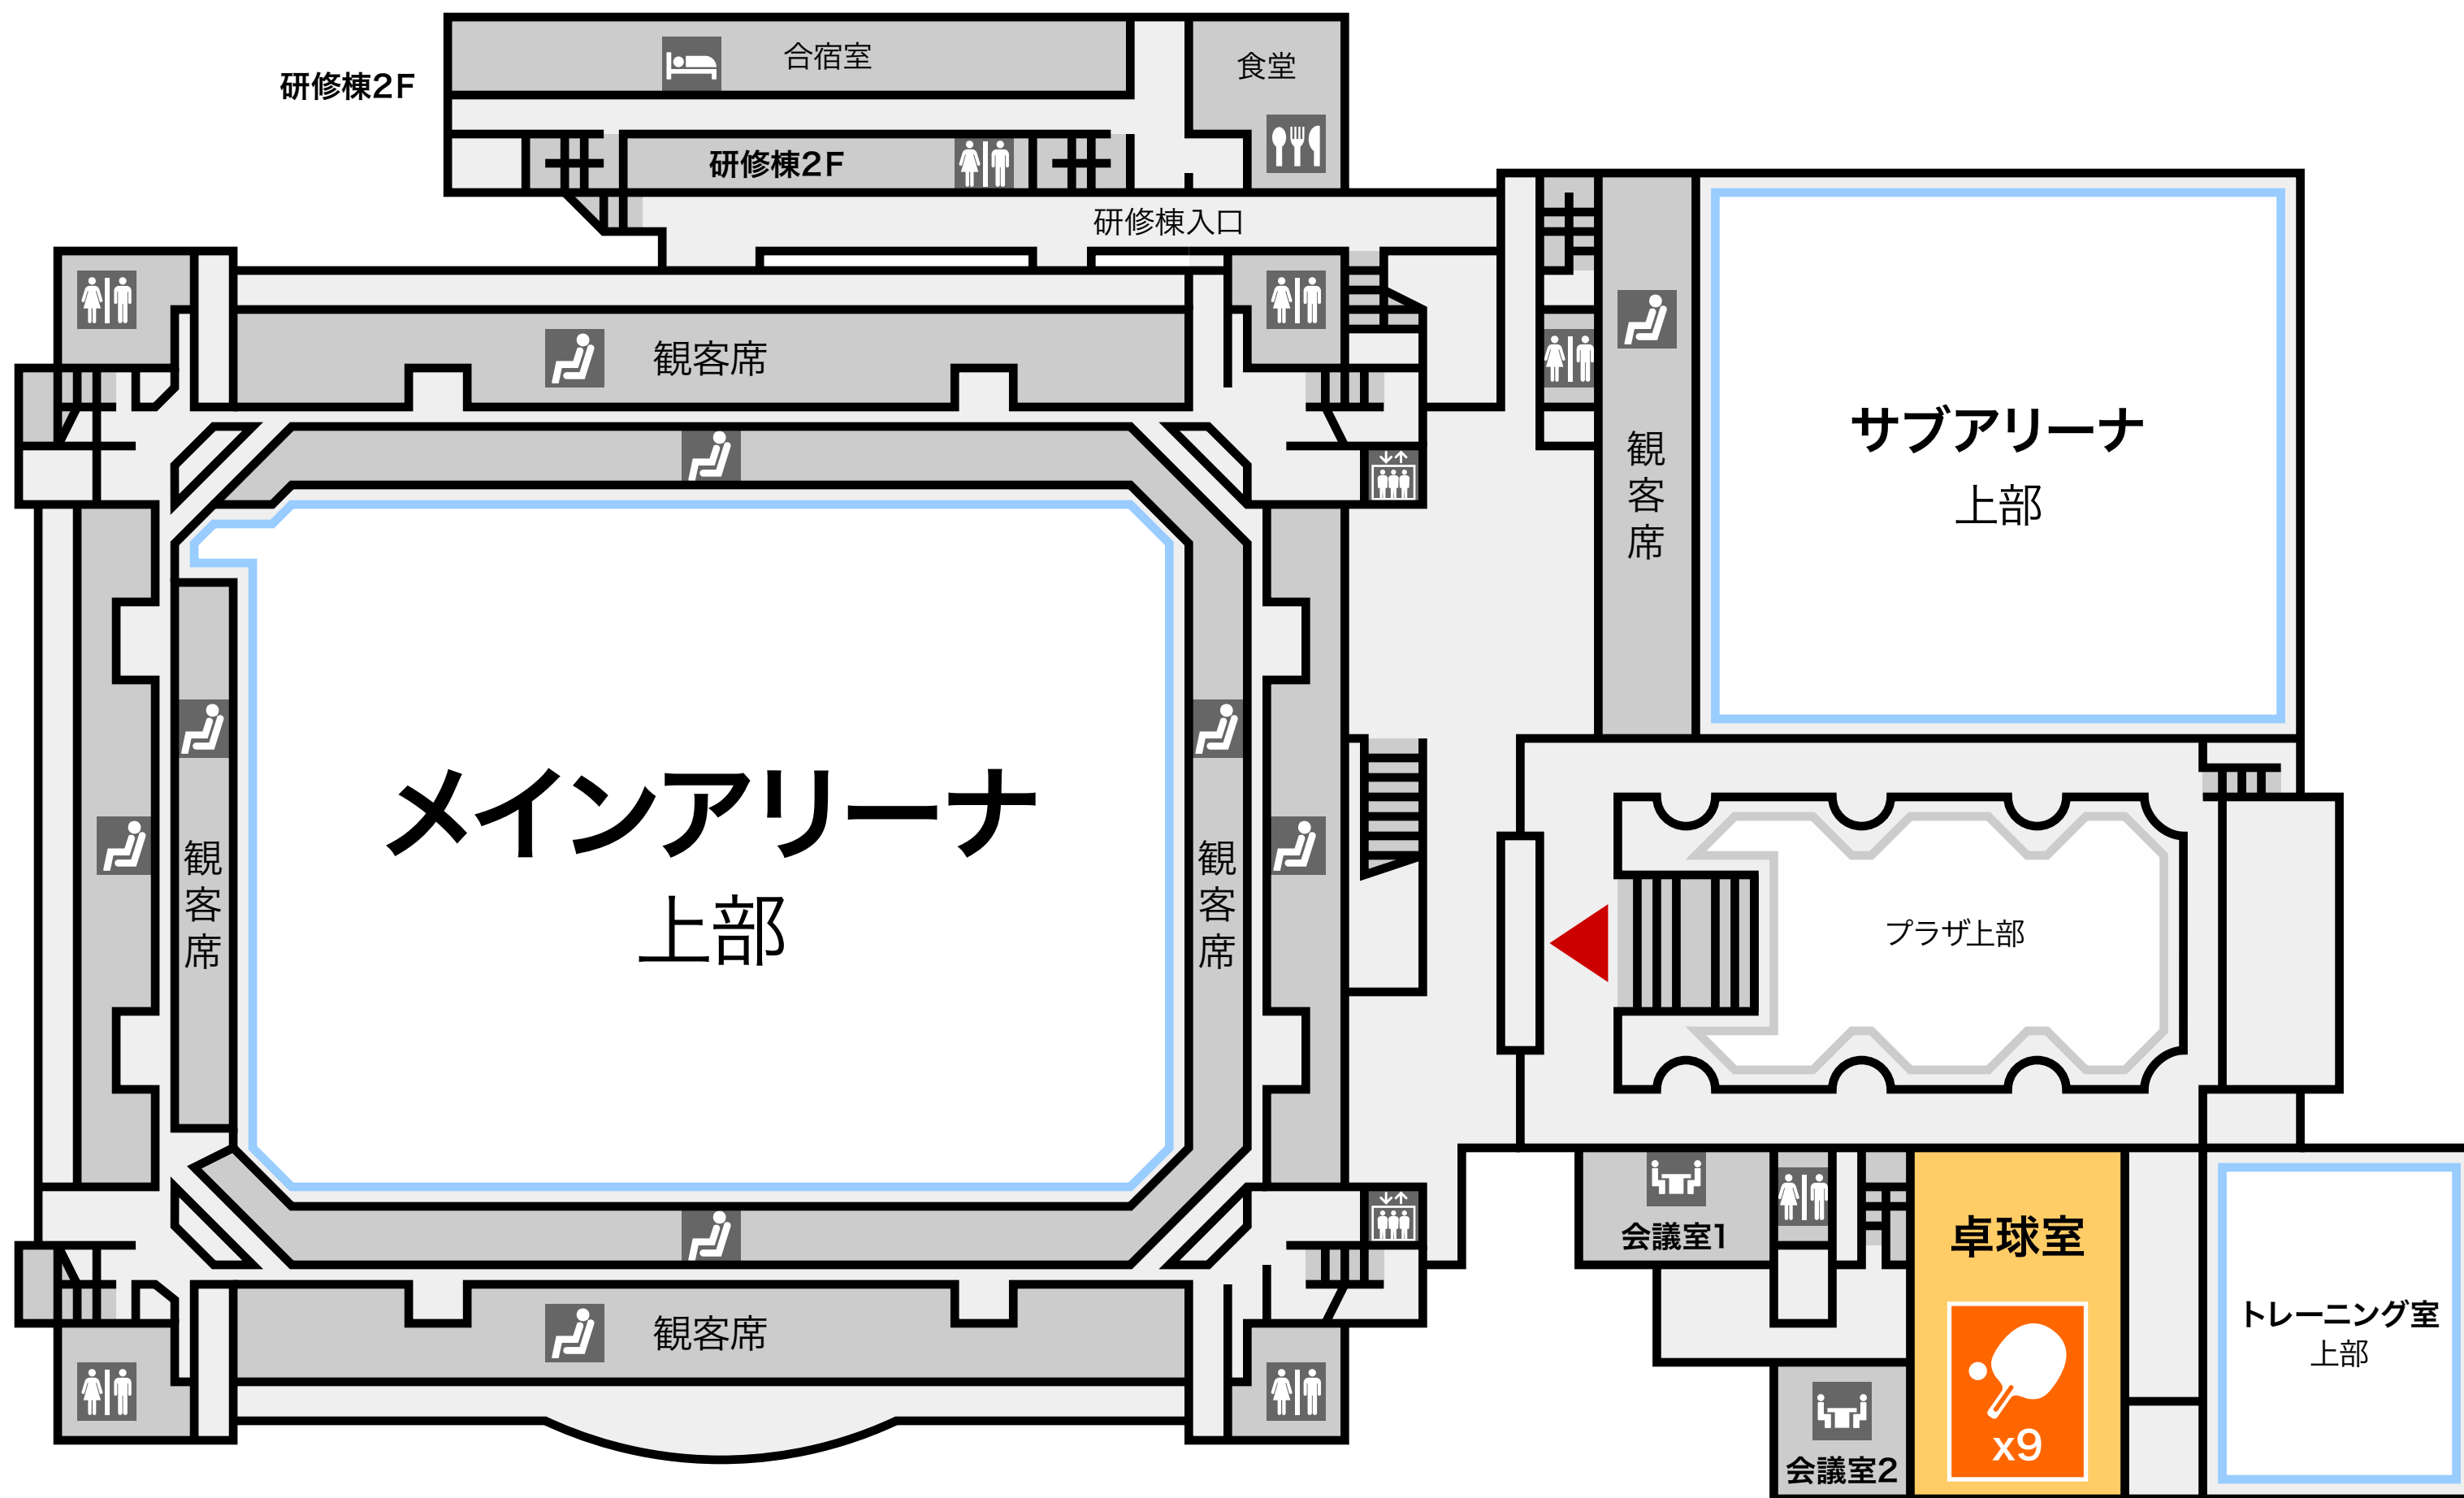 合宿室
食堂
研修棟2F
研修棟2F
研修棟入口
観客席
観客席
サブアリーナ
上部
メインアリーナ
上部
観客席
観客席
プラザ上部
会議室1
卓球室
トレーニング室
上部
観客席
x9
会議室2